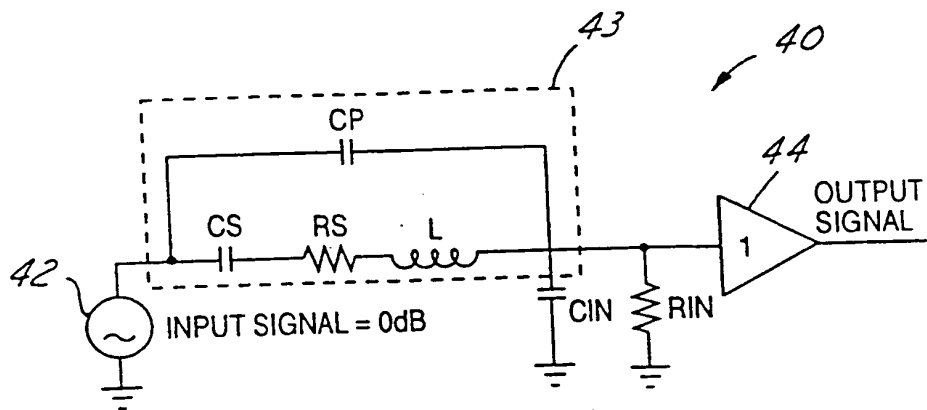 43
40
CP
44
OUTPUT
SIGNAL
CS
RS
L
1
42
INPUT SIGNAL = 0dB
CIN
RIN